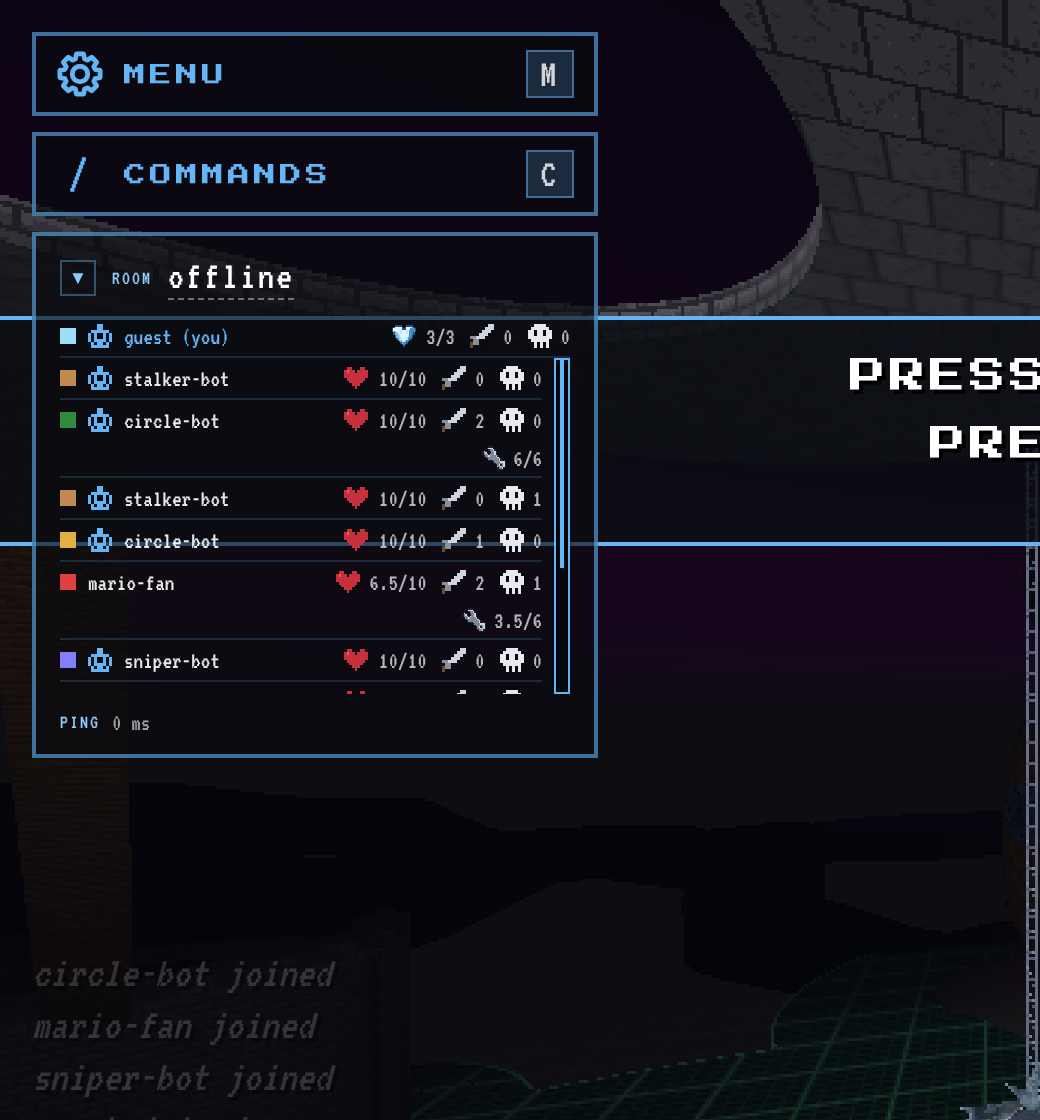 MENU M
/ COMMANDS C
▼ ROOM offline
guest (you) 3/3 0 0
stalker-bot 10/10 0 0
circle-bot 10/10 2 0
6/6
stalker-bot 10/10 0 1
circle-bot 10/10 1 0
mario-fan 6.5/10 2 1
3.5/6
sniper-bot 10/10 0 0
PING 0 ms
PRESS
PRE
circle-bot joined
mario-fan joined
sniper-bot joined